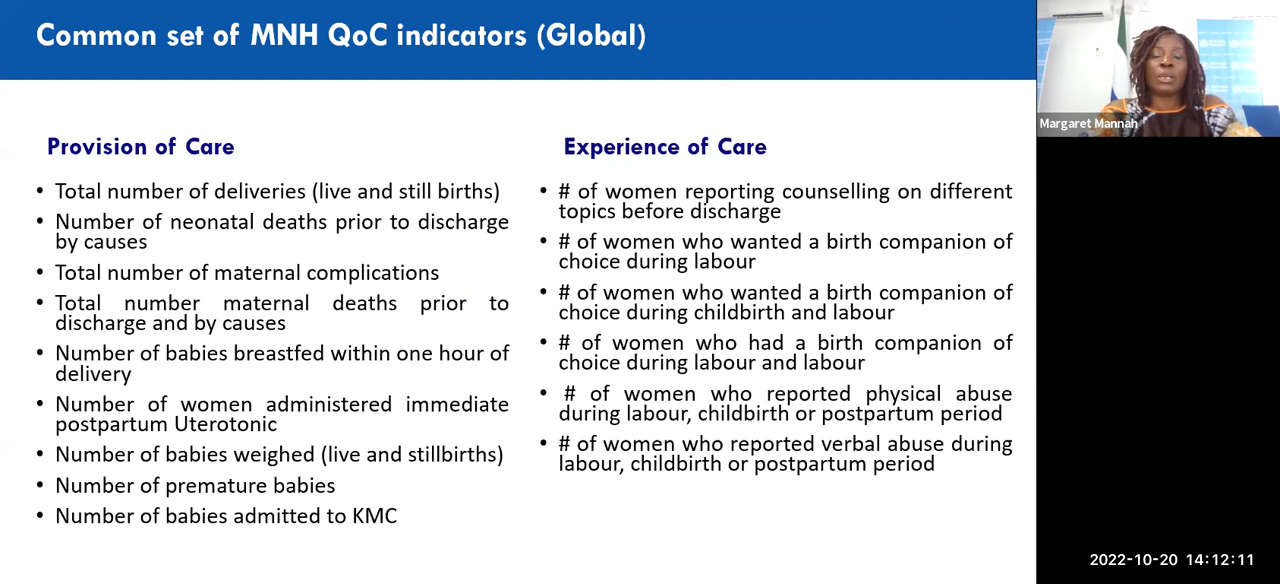 Common set of MNH QoC indicators (Global)
Provision of Care
• Total number of deliveries (live and still births)
• Number of neonatal deaths prior to discharge
by causes
• Total number of maternal complications
• Total number maternal deaths prior to
discharge and by causes
• Number of babies breastfed within one hour of
delivery
• Number of women administered immediate
postpartum Uterotonic
• Number of babies weighed (live and stillbirths)
• Number of premature babies
• Number of babies admitted to KMC
Experience of Care
• # of women reporting counselling on different
topics before discharge
• # of women who wanted a birth companion of
choice during labour
• # of women who wanted a birth companion of
choice during childbirth and labour
• # of women who had a birth companion of
choice during labour and labour
• # of women who reported physical abuse
during labour, childbirth or postpartum period
• # of women who reported verbal abuse during
labour, childbirth or postpartum period
Margaret Mannah
2022-10-20 14:12:11